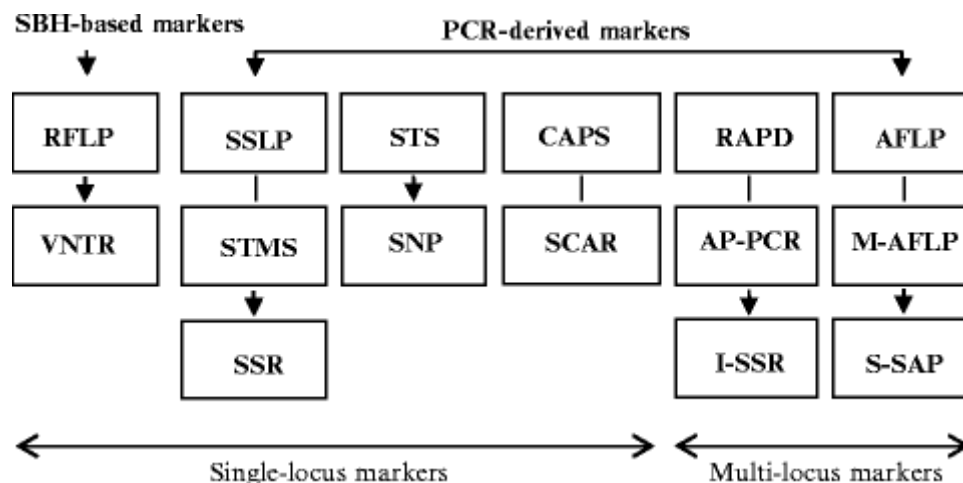 SBH-based markers PCR-derived markers
RFLP SSLP STS CAPS RAPD AFLP
VNTR STMS SNP SCAR AP-PCR M-AFLP
SSR I-SSR S-SAP
Single-locus markers Multi-locus markers